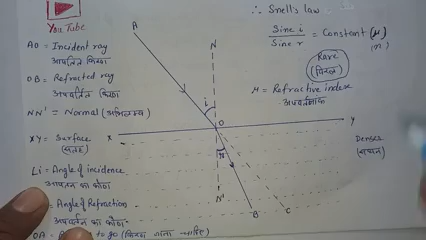 You Tube
AO = Incident ray
आपतित किरण
OB = Refracted ray
अपवर्तित किरण
NN' = Normal (अभिलम्ब)
XY = Surface
(सतह)
∠i = Angle of incidence
आपतन का कोण
= Angle of Refraction
अपवर्तन का कोण
OA =
to go (किरण जाना चाहिए)
A
N
i
O
X
Y
r
N'
B
C
∴ Snell's law -
Sine i / Sine r = Constant (μ)
(n)
Rare
(विरल)
μ = Refractive index
अपवर्तनांक
Denser
(सघन)